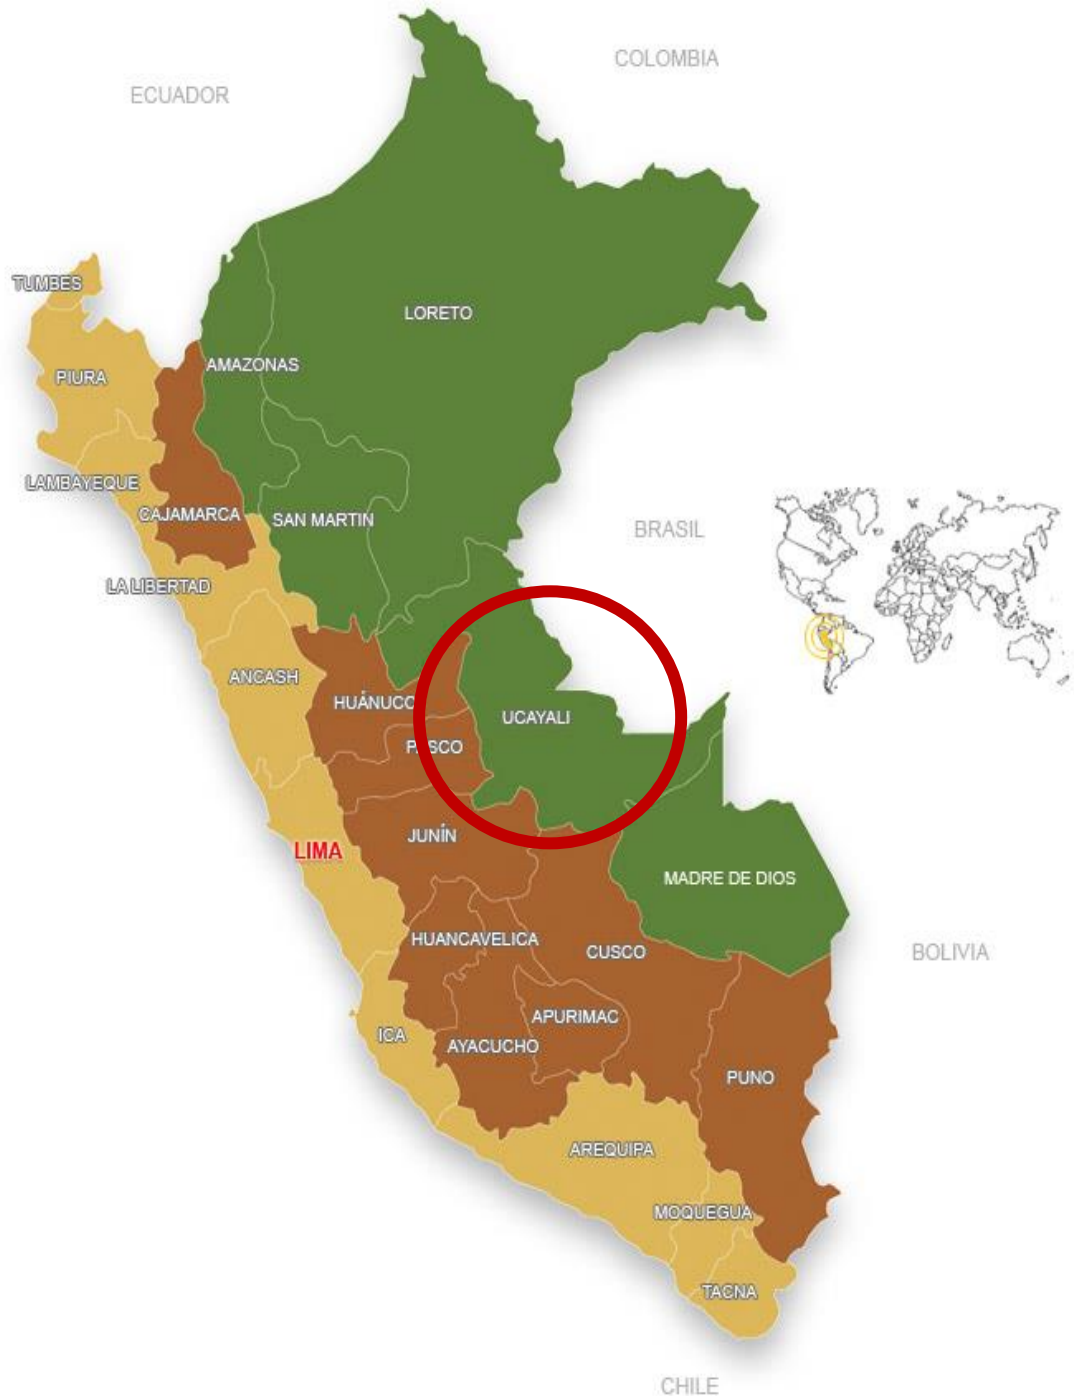 COLOMBIA
ECUADOR
TUMBES
LORETO
AMAZONAS
PIURA
LAMBAYEQUE
CAJAMARCA
SAN MARTIN
BRASIL
LA LIBERTAD
ANCASH
HUÁNUCO
UCAYALI
PASCO
JUNÍN
LIMA
MADRE DE DIOS
HUANCAVELICA
CUSCO
BOLIVIA
APURIMAC
ICA
AYACUCHO
PUNO
AREQUIPA
MOQUEGUA
TACNA
CHILE